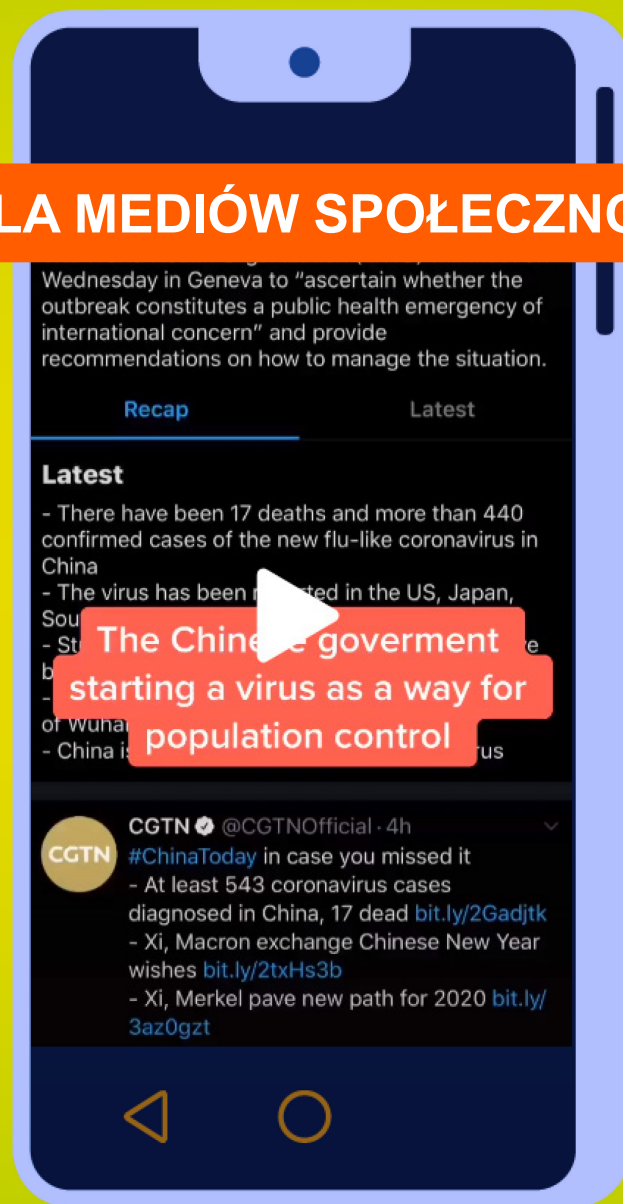 LA MEDIÓW SPOŁECZNO
Wednesday in Geneva to “ascertain whether the
outbreak constitutes a public health emergency of
international concern” and provide
recommendations on how to manage the situation.
Recap Latest
Latest
- There have been 17 deaths and more than 440
confirmed cases of the new flu-like coronavirus in
China
- The virus has been in the US, Japan,
The goverment
starting a virus as a way for
of
population control
- China
CGTN @CGTNOfficial · 4h
CGTN
#ChinaToday in case you missed it
- At least 543 coronavirus cases
diagnosed in China, 17 dead bit.ly/2Gadjtk
- Xi, Macron exchange Chinese New Year
wishes bit.ly/2txHs3b
- Xi, Merkel pave new path for 2020 bit.ly/
3az0gzt